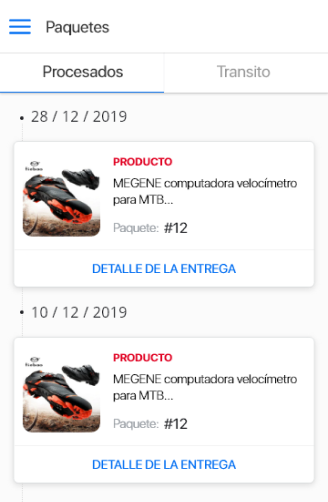 Paquetes
Procesados
Transito
28 / 12 / 2019
PRODUCTO
MEGENE computadora velocímetro
para MTB...
Paquete: #12
DETALLE DE LA ENTREGA
10 / 12 / 2019
PRODUCTO
MEGENE computadora velocímetro
para MTB...
Paquete: #12
DETALLE DE LA ENTREGA